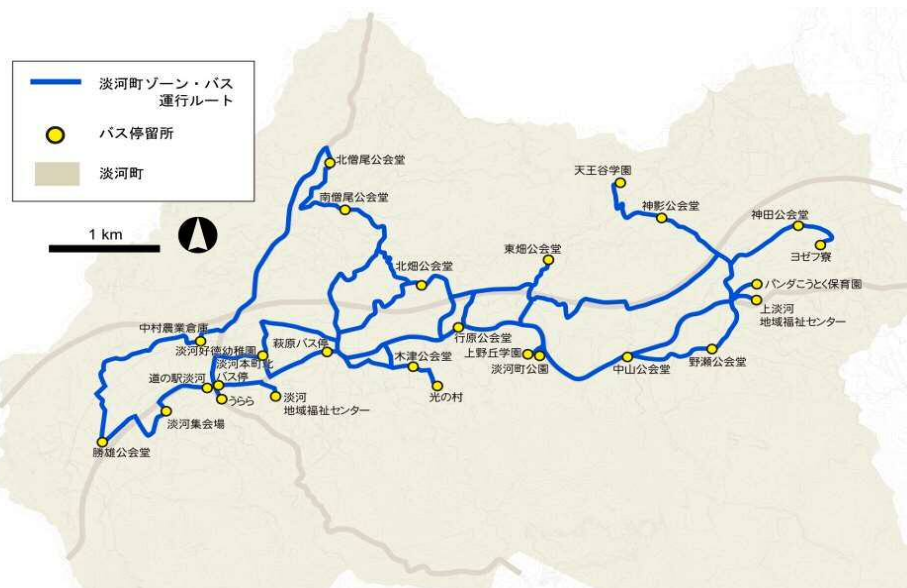 淡河町ゾーン・バス
運行ルート
バス停留所
淡河町
1 km
北僧尾公会堂
南僧尾公会堂
天王谷学園
神影公会堂
神田公会堂
ヨゼフ寮
東畑公会堂
北畑公会堂
パンダこうとく保育園
上淡河
地域福祉センター
中村農業倉庫
淡河好徳幼稚園
萩原バス停
行原公会堂
上野丘学園
淡河町公園
野瀬公会堂
中山公会堂
木津公会堂
光の村
淡河本町北
バス停
道の駅淡河
うらら
淡河
地域福祉センター
淡河集会場
勝雄公会堂